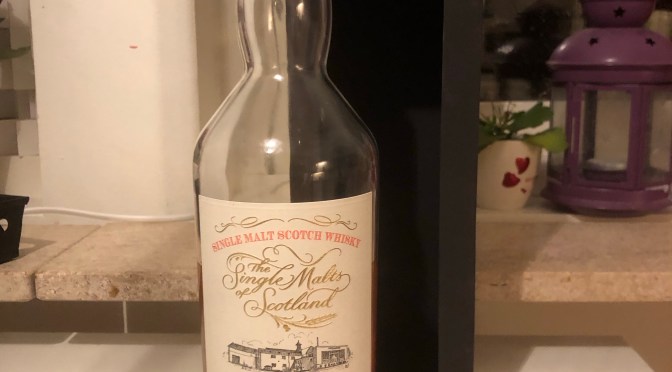 SINGLE MALT SCOTCH WHISKY
The
Single Malts
of Scotland